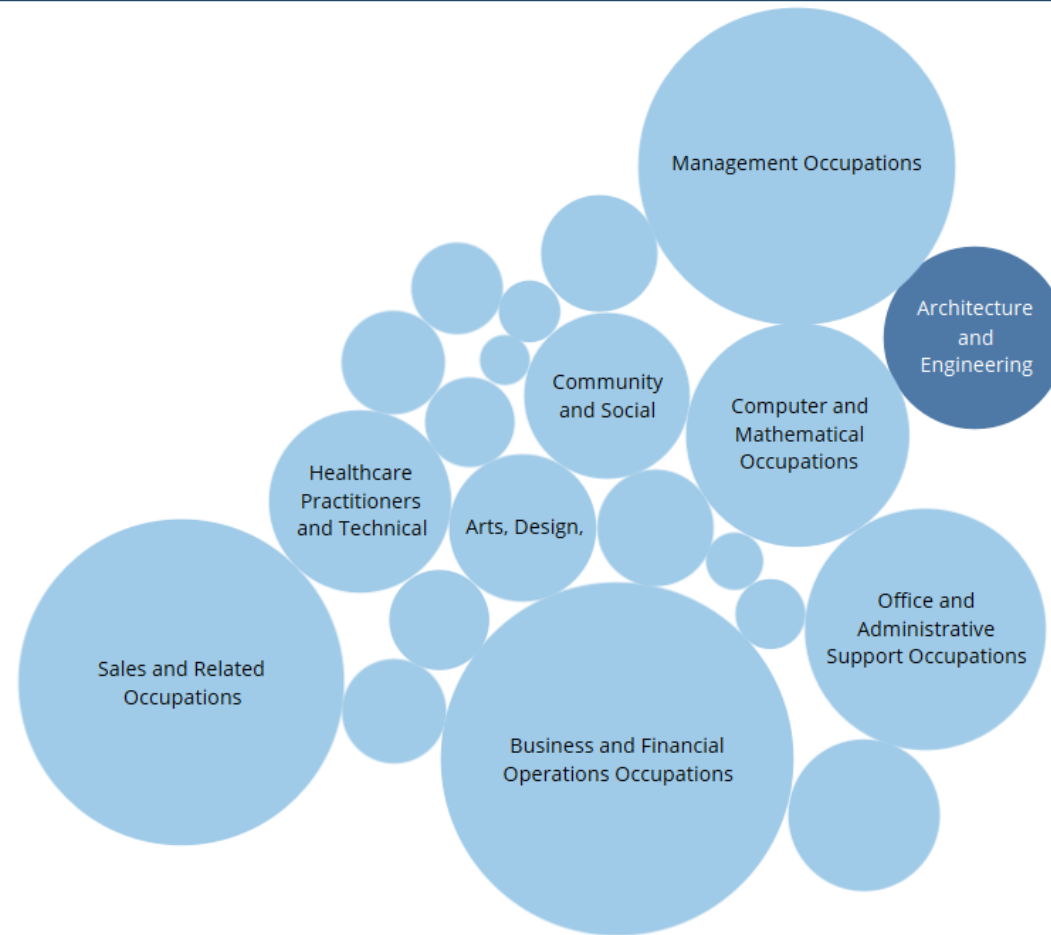 Management Occupations
Architecture
and
Engineering
Community
and Social
Computer and
Mathematical
Occupations
Healthcare
Practitioners
and Technical
Arts, Design,
Office and
Administrative
Support Occupations
Sales and Related
Occupations
Business and Financial
Operations Occupations